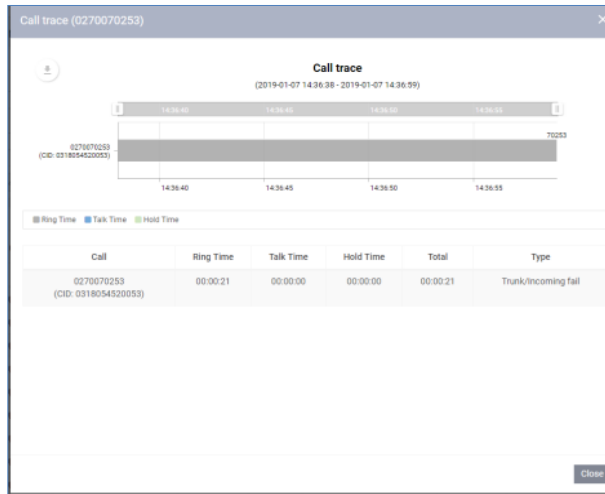 Call trace (0270070253)
Call trace
(2019-01-07 14:36:38 - 2019-01-07 14:36:59)
14:36:40 14:36:45 14:36:50 14:36:55
70253
0270070253
(CID: 0318054520053)
14:36:40 14:36:45 14:36:50 14:36:55
Ring Time Talk Time Hold Time
Call Ring Time Talk Time Hold Time Total Type
0270070253 00:00:21 00:00:00 00:00:00 00:00:21 Trunk/Incoming fail
(CID: 0318054520053)
Close